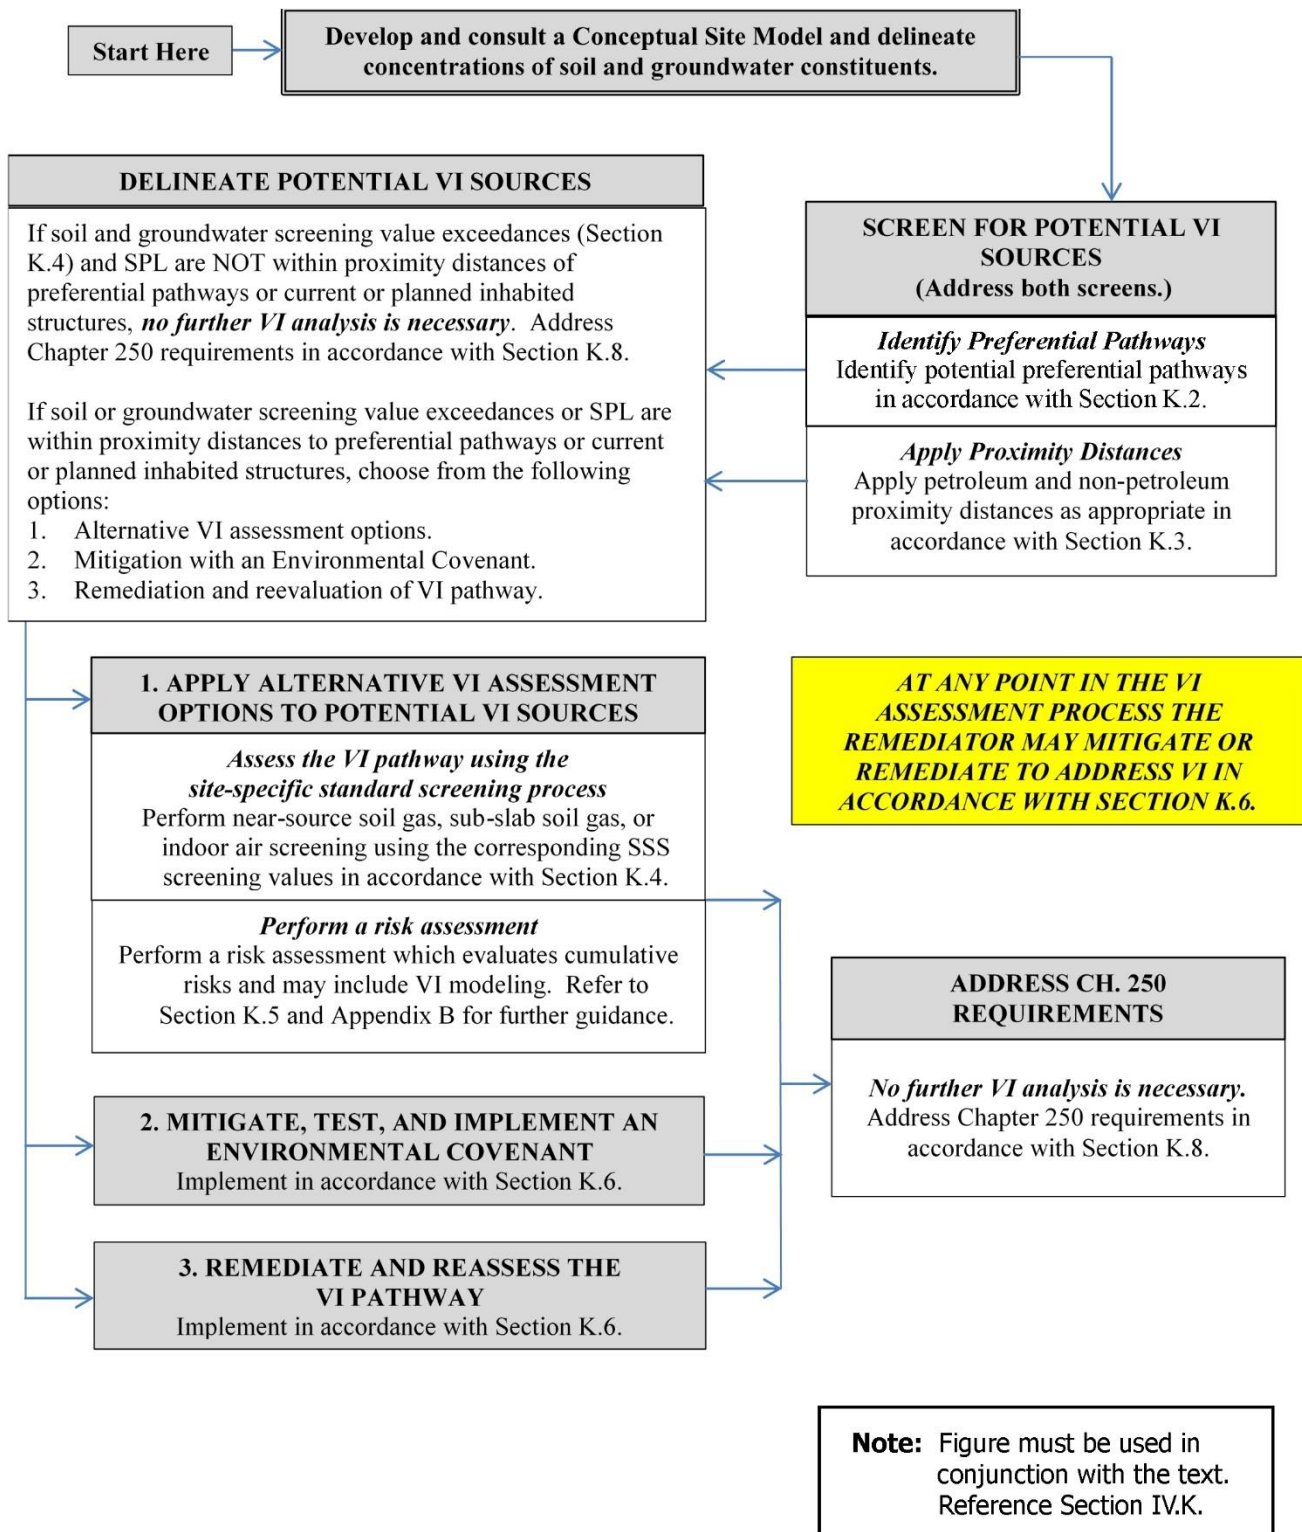 Start Here
Develop and consult a Conceptual Site Model and delineate
concentrations of soil and groundwater constituents.
DELINEATE POTENTIAL VI SOURCES
If soil and groundwater screening value exceedances (Section
K.4) and SPL are NOT within proximity distances of
preferential pathways or current or planned inhabited
structures, no further VI analysis is necessary.  Address
Chapter 250 requirements in accordance with Section K.8.
If soil or groundwater screening value exceedances or SPL are
within proximity distances to preferential pathways or current
or planned inhabited structures, choose from the following
options:
1. Alternative VI assessment options.
2. Mitigation with an Environmental Covenant.
3. Remediation and reevaluation of VI pathway.
SCREEN FOR POTENTIAL VI
SOURCES
(Address both screens.)
Identify Preferential Pathways
Identify potential preferential pathways
in accordance with Section K.2.
Apply Proximity Distances
Apply petroleum and non-petroleum
proximity distances as appropriate in
accordance with Section K.3.
1. APPLY ALTERNATIVE VI ASSESSMENT
OPTIONS TO POTENTIAL VI SOURCES
Assess the VI pathway using the
site-specific standard screening process
Perform near-source soil gas, sub-slab soil gas, or
indoor air screening using the corresponding SSS
screening values in accordance with Section K.4.
Perform a risk assessment
Perform a risk assessment which evaluates cumulative
risks and may include VI modeling.  Refer to
Section K.5 and Appendix B for further guidance.
AT ANY POINT IN THE VI
ASSESSMENT PROCESS THE
REMEDIATOR MAY MITIGATE OR
REMEDIATE TO ADDRESS VI IN
ACCORDANCE WITH SECTION K.6.
2. MITIGATE, TEST, AND IMPLEMENT AN
ENVIRONMENTAL COVENANT
Implement in accordance with Section K.6.
3. REMEDIATE AND REASSESS THE
VI PATHWAY
Implement in accordance with Section K.6.
ADDRESS CH. 250
REQUIREMENTS
No further VI analysis is necessary.
Address Chapter 250 requirements in
accordance with Section K.8.
Note: Figure must be used in
conjunction with the text.
Reference Section IV.K.